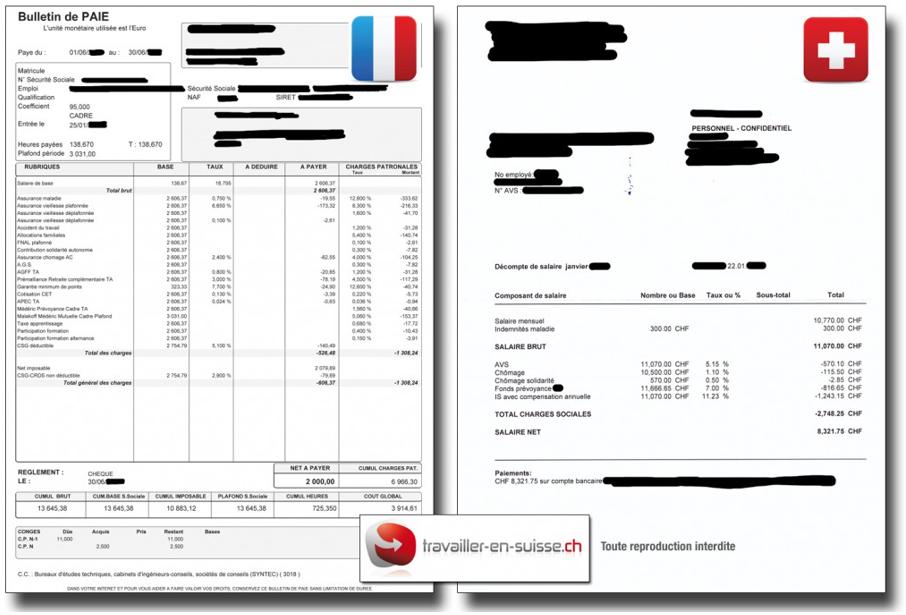 Bulletin de PAIE
L'unité monétaire utilisée est l'Euro
Paye du : 01/06/ au : 30/06/
Matricule
N° Sécurité Sociale
Emploi Sécurité Sociale
Qualification NAF SIRET
Coefficient 95,000
CADRE
Entrée le 25/01/
Heures payées 138,670 T : 138,670
Plafond période 3 031,00
RUBRIQUES BASE TAUX A DEDUIRE A PAYER CHARGES PATRONALES
Taux Montant
Salaire de base 138,67 18.795 2 606,37
Total brut 2 606,37
Assurance maladie 2 606,37 0,750 % -19,55 12,800 % -333,62
Assurance vieillesse plafonnée 2 606,37 6,650 % -173,32 8,300 % -216,33
Assurance vieillesse déplafonnée 2 606,37 1,600 % -41,70
Assurance vieillesse déplafonnée 2 606,37 0,100 % -2,61
Accident du travail 2 606,37 1,200 % -31,28
Allocations familiales 2 606,37 5,400 % -140,74
FNAL plafonné 2 606,37 0,100 % -2,61
Contribution solidarité autonomie 2 606,37 0,300 % -7,82
Assurance chomage AC 2 606,37 2,400 % -62,55 4,000 % -104,25
A.G.S. 2 606,37 0,300 % -7,82
AGFF TA 2 606,37 0,800 % -20,85 1,200 % -31,28
Prémalliance Retraite complémentaire TA 2 606,37 3,000 % -78,19 4,500 % -117,29
Garantie minimum de points 323,33 7,700 % -24,90 12,600 % -40,74
Cotisation CET 2 606,37 0,130 % -3,39 0,220 % -5,73
APEC TA 2 606,37 0,024 % -0,63 0,036 % -0,94
Médéric Prévoyance Cadre TA 2 606,37 1,560 % -40,66
Malakoff Médéric Mutuelle Cadre Plafond 3 031,00 5,060 % -153,37
Taxe apprentissage 2 606,37 0,680 % -17,72
Participation formation 2 606,37 0,400 % -10,43
Participation formation alternance 2 606,37 0,150 % -3,91
CSG déductible 2 754,79 5,100 % -140,49
Total des charges -526,48 -1 308,24
Net imposable 2 079,89
CSG-CRDS non déductible 2 754,79 2,900 % -79,89
Total général des charges -606,37 -1 308,24
NET A PAYER CUMUL CHARGES PAT.
REGLEMENT : CHEQUE
LE : 30/06/ 2 000,00 6 966,30
CUMUL BRUT CUM.BASE S.Sociale CUMUL IMPOSABLE PLAFOND S.Sociale CUMUL HEURES COUT GLOBAL
13 645,38 13 645,38 10 883,12 13 645,38 725,350 3 914,61
CONGES Dûs Acquis Pris Restant Bases
C.P. N-1 11,000 11.000
C.P. N 2.500 2.500
C.C. : Bureaux d'études techniques, cabinets d'ingénieurs-conseils, sociétés de conseils (SYNTEC) ( 3018 )
DANS VOTRE INTERET ET POUR VOUS AIDER A FAIRE VALOIR VOS DROITS, CONSERVEZ CE BULLETIN DE PAIE SANS LIMITATION DE DUREE
PERSONNEL - CONFIDENTIEL
No employé
N° AVS :
Décompte de salaire janvier 22.01
Composant de salaire Nombre ou Base Taux ou % Sous-total Total
Salaire mensuel 10,770.00 CHF
Indemnités maladie 300.00 CHF 300.00 CHF
SALAIRE BRUT 11,070.00 CHF
AVS 11,070.00 CHF 5.15 % -570.10 CHF
Chômage 10,500.00 CHF 1.10 % -115.50 CHF
Chômage solidarité 570.00 CHF 0.50 % -2.85 CHF
Fonds prévoyance 11,666.65 CHF 7.00 % -816.65 CHF
IS avec compensation annuelle 11,070.00 CHF 11.23 % -1,243.15 CHF
TOTAL CHARGES SOCIALES -2,748.25 CHF
SALAIRE NET 8,321.75 CHF
Paiements:
CHF 8,321.75 sur compte bancaire
travailler-en-suisse.ch
Toute reproduction interdite